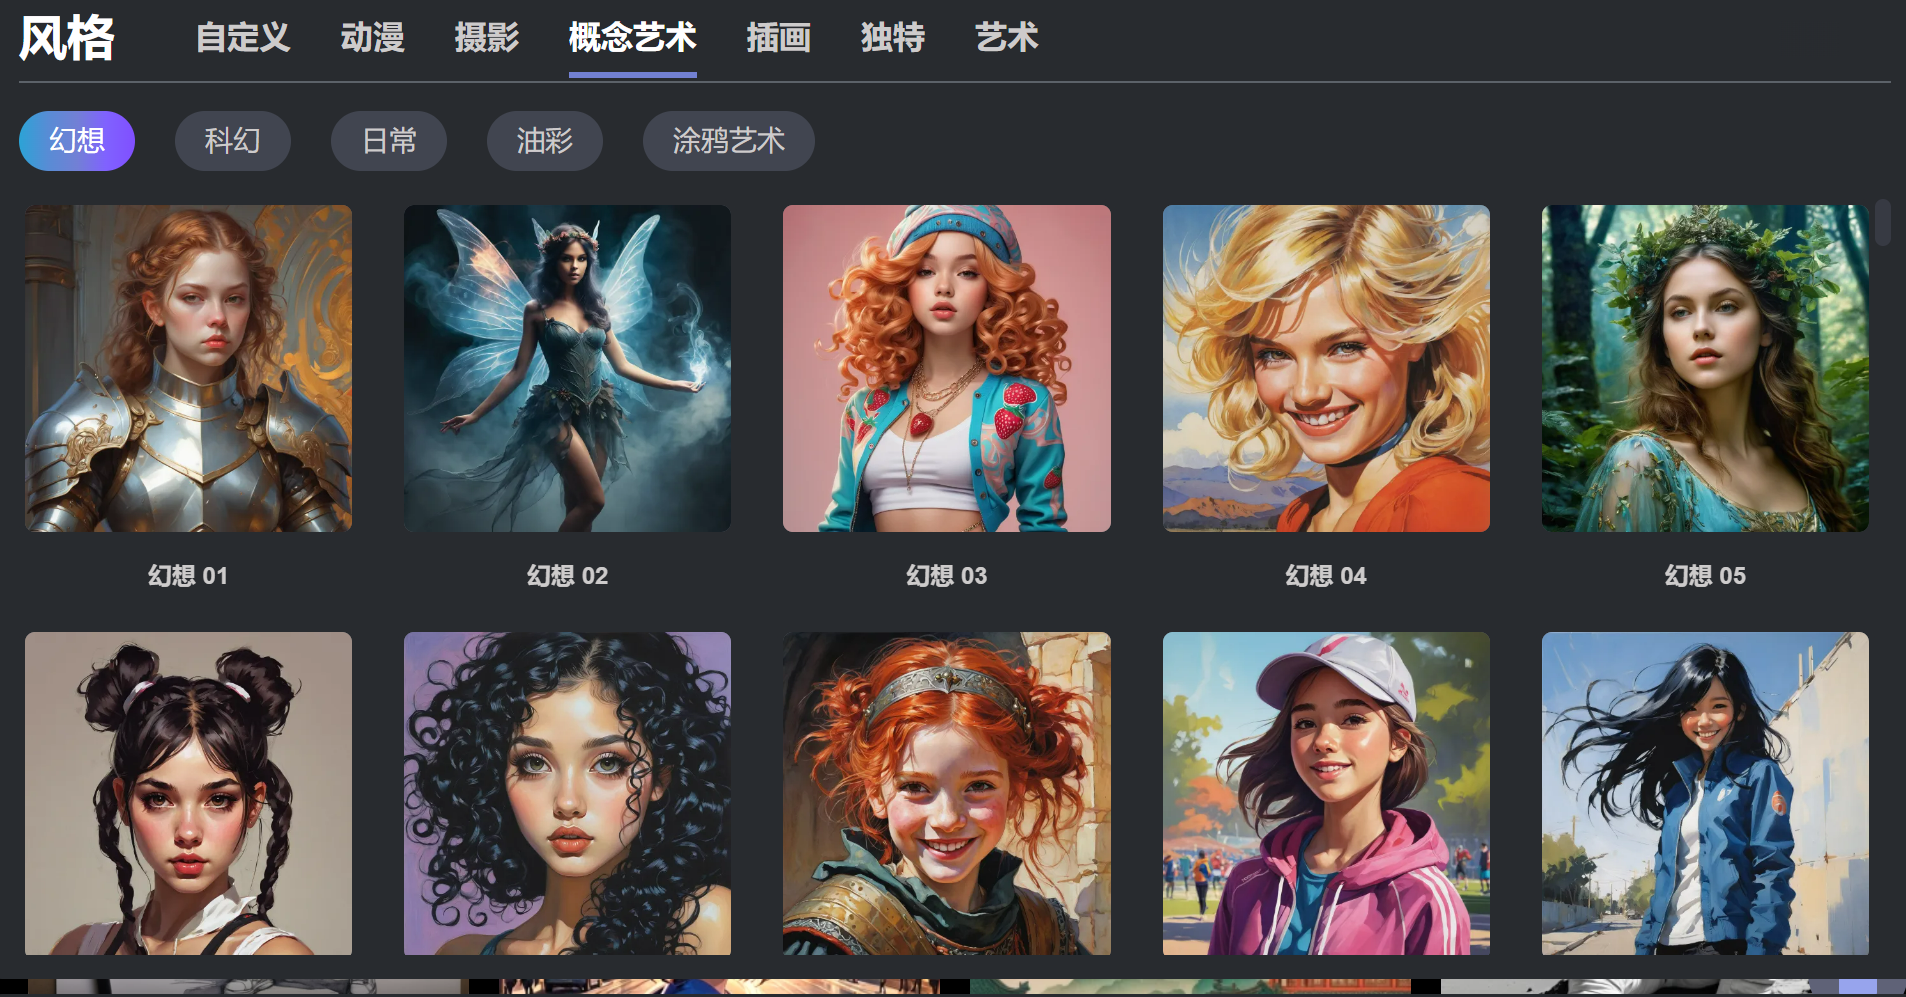 风格 自定义 动漫 摄影 概念艺术 插画 独特 艺术
幻想 科幻 日常 油彩 涂鸦艺术
幻想 01 幻想 02 幻想 03 幻想 04 幻想 05